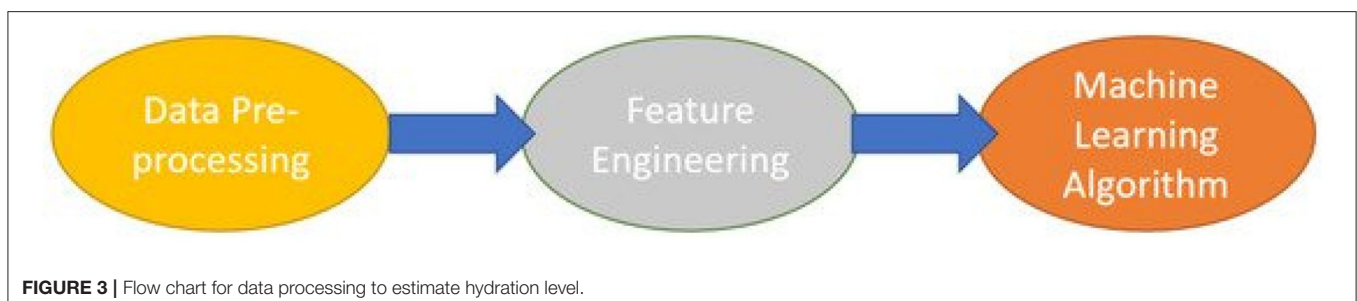 Data Pre-
processing
Feature
Engineering
Machine
Learning
Algorithm
FIGURE 3 | Flow chart for data processing to estimate hydration level.